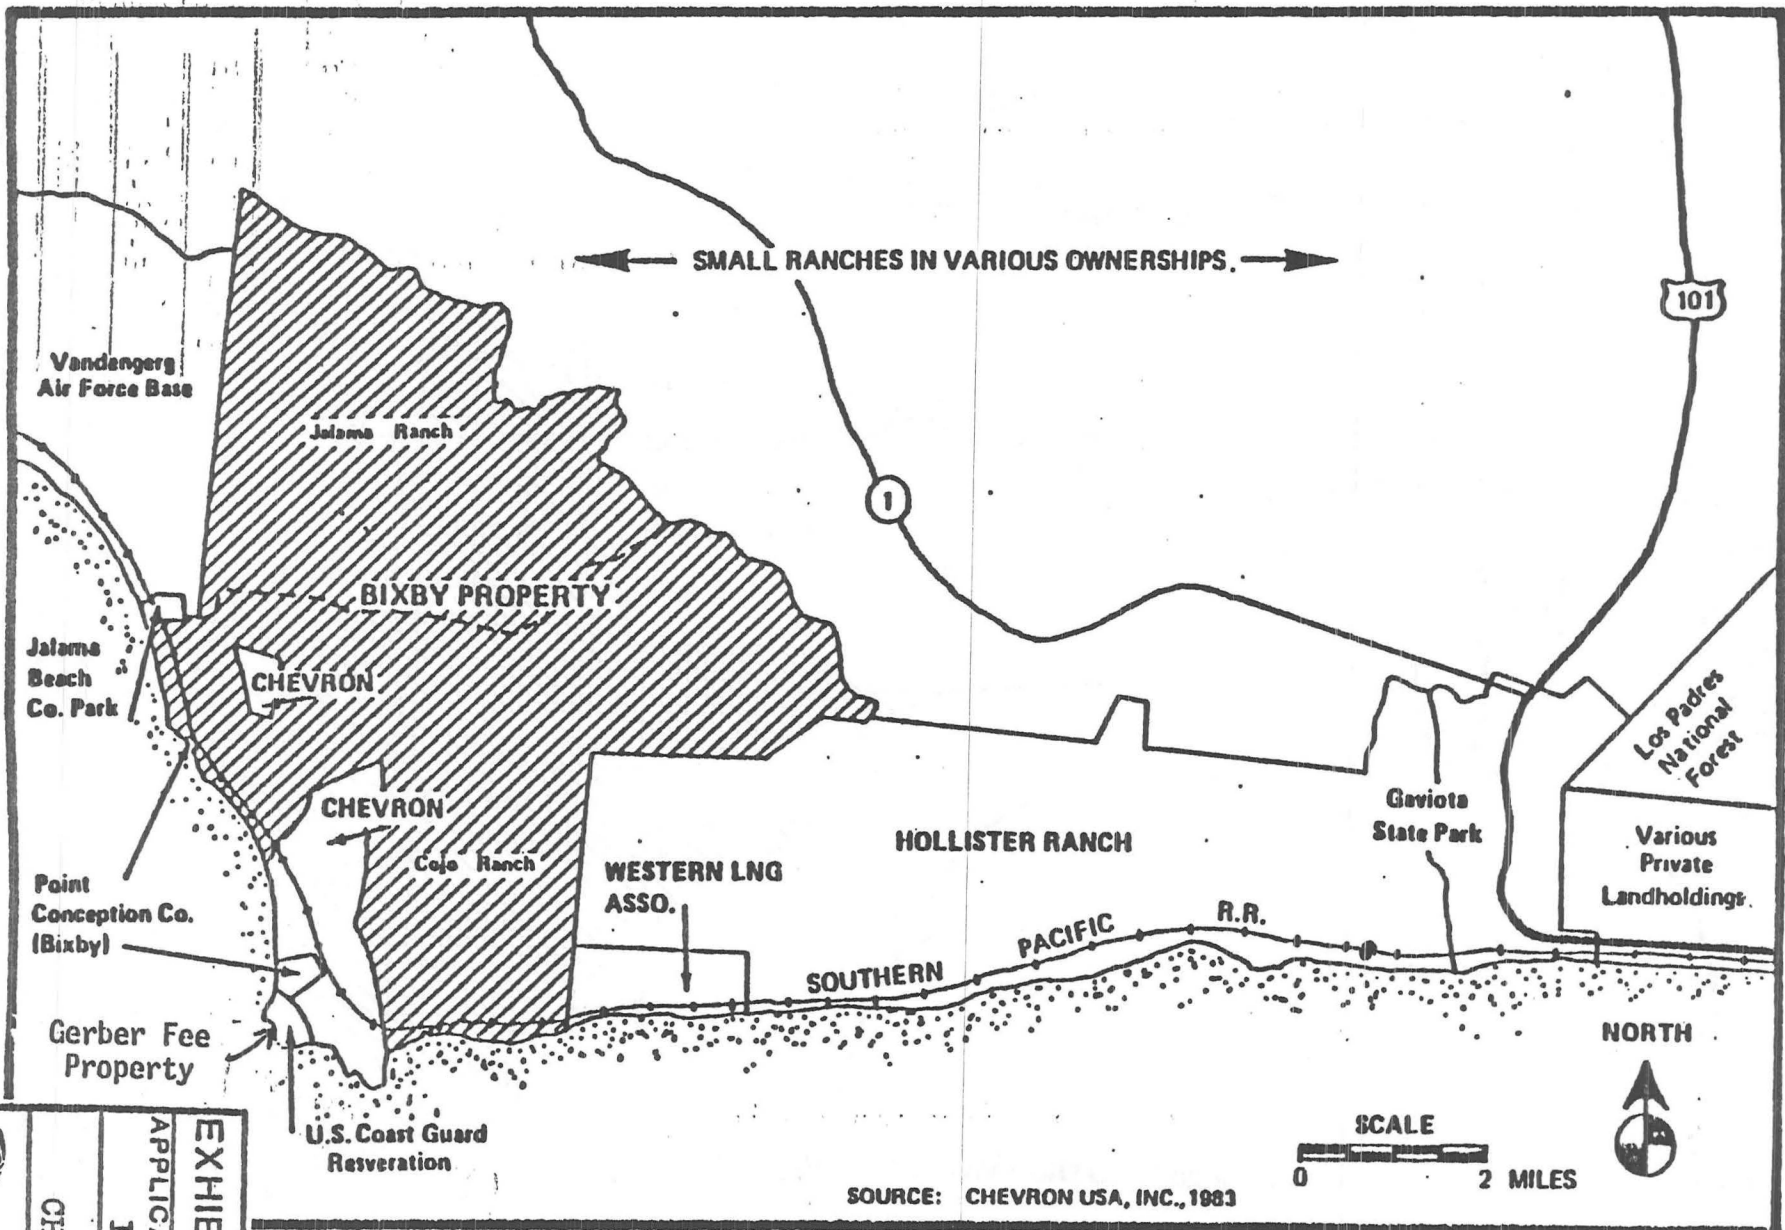 SMALL RANCHES IN VARIOUS OWNERSHIPS.
101
Vandengerg
Air Force Base
Jalama Ranch
1
BIXBY PROPERTY
Jalama
Beach
Co. Park
CHEVRON
Los Padres
National
Forest
CHEVRON
Gaviota
State Park
HOLLISTER RANCH
Various
Private
Landholdings.
Cojo Ranch
WESTERN LNG
ASSO.
Point
Conception Co.
(Bixby)
SOUTHERN PACIFIC R.R.
Gerber Fee
Property
NORTH
U.S. Coast Guard
Resveration
SCALE
0 2 MILES
SOURCE: CHEVRON USA, INC., 1983